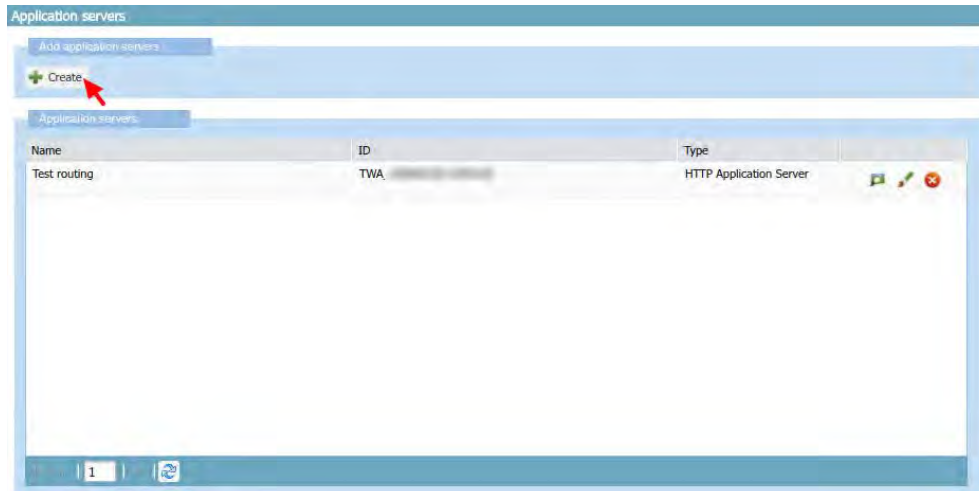 Application servers
Add application servers
Create
Application servers
Name ID Type
Test routing TWA HTTP Application Server
1